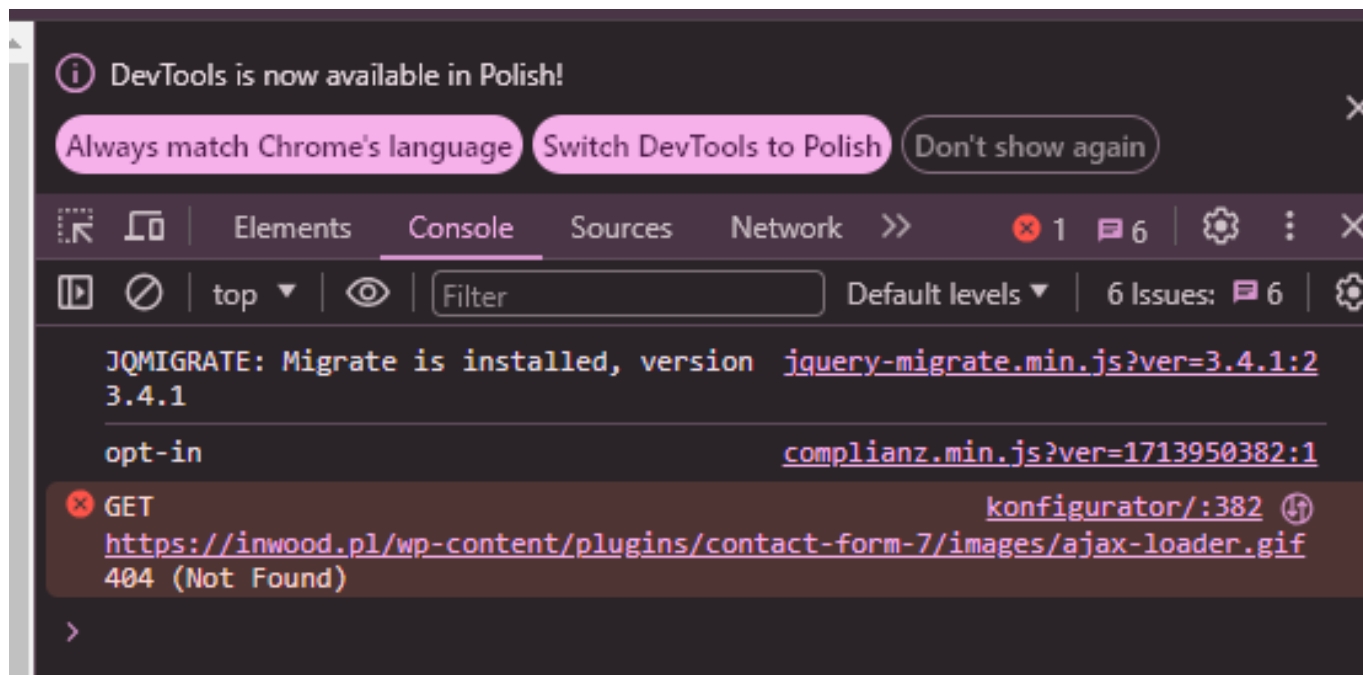 DevTools is now available in Polish!
Always match Chrome's language Switch DevTools to Polish Don't show again
Elements Console Sources Network 1 6
top Filter Default levels 6 Issues: 6
JQMIGRATE: Migrate is installed, version jquery-migrate.min.js?ver=3.4.1:2
3.4.1
opt-in complianz.min.js?ver=1713950382:1
GET konfigurator/:382
https://inwood.pl/wp-content/plugins/contact-form-7/images/ajax-loader.gif
404 (Not Found)